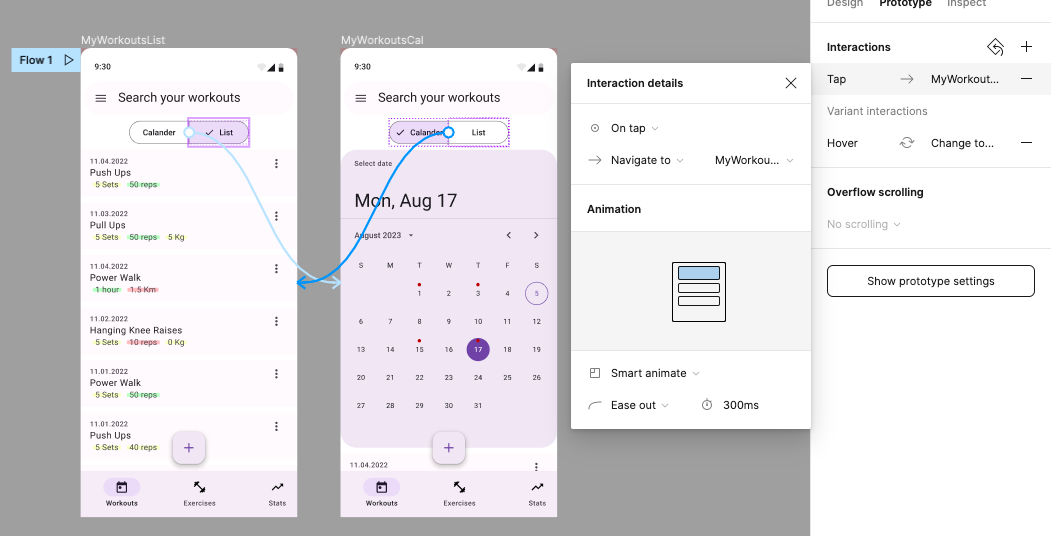 Design Prototype Inspect
MyWorkoutsList
MyWorkoutsCal
Flow 1
9:30
Search your workouts
Calander List
11.04.2022
Push Ups
5 Sets 50 reps
11.03.2022
Pull Ups
5 Sets 50 reps 5 Kg
11.04.2022
Power Walk
1 hour 1.5 Km
11.02.2022
Hanging Knee Raises
5 Sets 10 reps 0 Kg
11.01.2022
Power Walk
5 Sets 50 reps
11.01.2022
Push Ups
5 Sets 40 reps
+
Workouts Exercises Stats
9:30
Search your workouts
Calander List
Select date
Mon, Aug 17
August 2023
S M T W T F S
1 2 3 4 5
6 7 8 9 10 11 12
13 14 15 16 17 18 19
20 21 22 23 24 25 26
27 28 29 30 31
+
11.04.2022
Workouts Exercises Stats
Interaction details
On tap
Navigate to MyWorkou...
Animation
Smart animate
Ease out 300ms
Interactions
Tap MyWorkout...
Variant interactions
Hover Change to...
Overflow scrolling
No scrolling
Show prototype settings